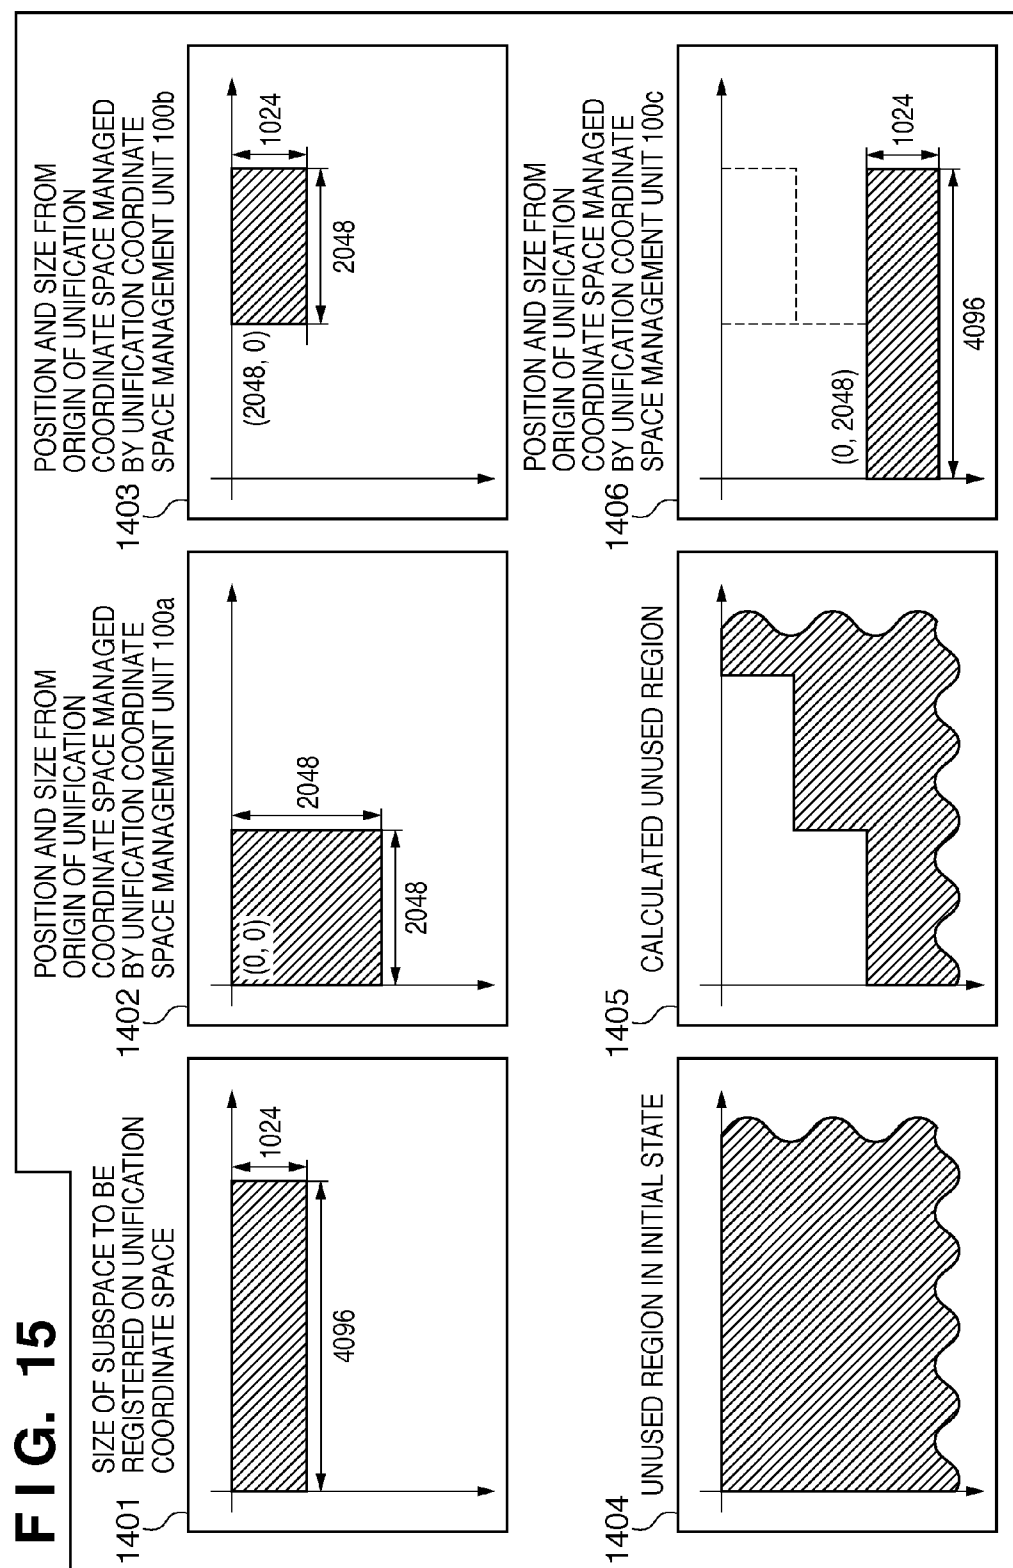 FIG. 15
1401
SIZE OF SUBSPACE TO BE
REGISTERED ON UNIFICATION
COORDINATE SPACE
1024
4096
1402
POSITION AND SIZE FROM
ORIGIN OF UNIFICATION
COORDINATE SPACE MANAGED
BY UNIFICATION COORDINATE
SPACE MANAGEMENT UNIT 100a
(0, 0)
2048
2048
1403
POSITION AND SIZE FROM
ORIGIN OF UNIFICATION
COORDINATE SPACE MANAGED
BY UNIFICATION COORDINATE
SPACE MANAGEMENT UNIT 100b
(2048, 0)
1024
2048
1404
UNUSED REGION IN INITIAL STATE
1405
CALCULATED UNUSED REGION
1406
POSITION AND SIZE FROM
ORIGIN OF UNIFICATION
COORDINATE SPACE MANAGED
BY UNIFICATION COORDINATE
SPACE MANAGEMENT UNIT 100c
(0, 2048)
1024
4096